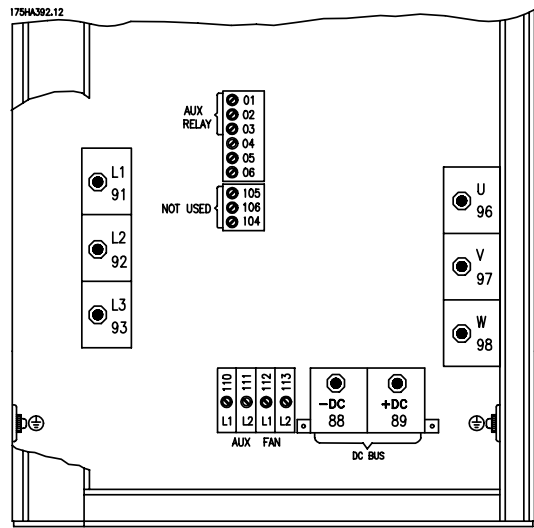 175HA392.12
AUX RELAY
01
02
03
04
05
06
NOT USED
105
106
104
L1
91
L2
92
L3
93
U
96
V
97
W
98
110 111 112 113
L1 L2 L1 L2
AUX FAN
-DC
88
+DC
89
DC BUS